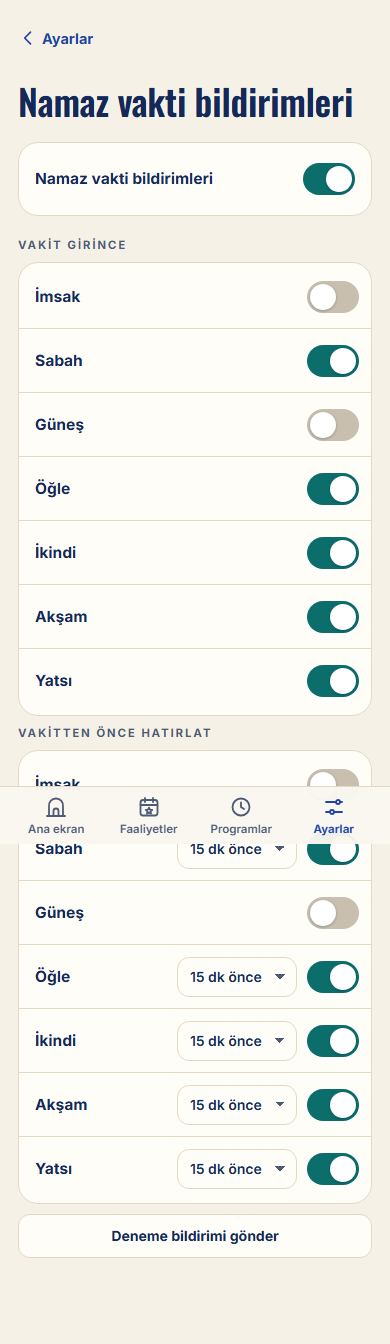 Ayarlar
Namaz vakti bildirimleri
Namaz vakti bildirimleri
VAKİT GİRİNCE
İmsak
Sabah
Güneş
Öğle
İkindi
Akşam
Yatsı
VAKİTTEN ÖNCE HATIRLAT
İmsak
Ana ekran Faaliyetler Programlar Ayarlar
Sabah 15 dk önce
Güneş
Öğle 15 dk önce
İkindi 15 dk önce
Akşam 15 dk önce
Yatsı 15 dk önce
Deneme bildirimi gönder